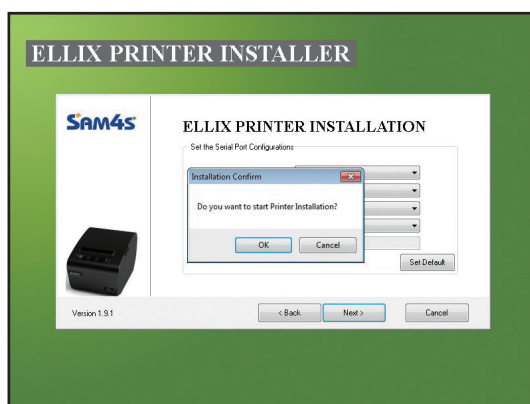 ELLIX PRINTER INSTALLER
SAM4S
ELLIX PRINTER INSTALLATION
Set the Serial Port Configurations
Installation Confirm
Do you want to start Printer Installation?
OK Cancel
Set Default
Version 1.9.1
< Back Next > Cancel